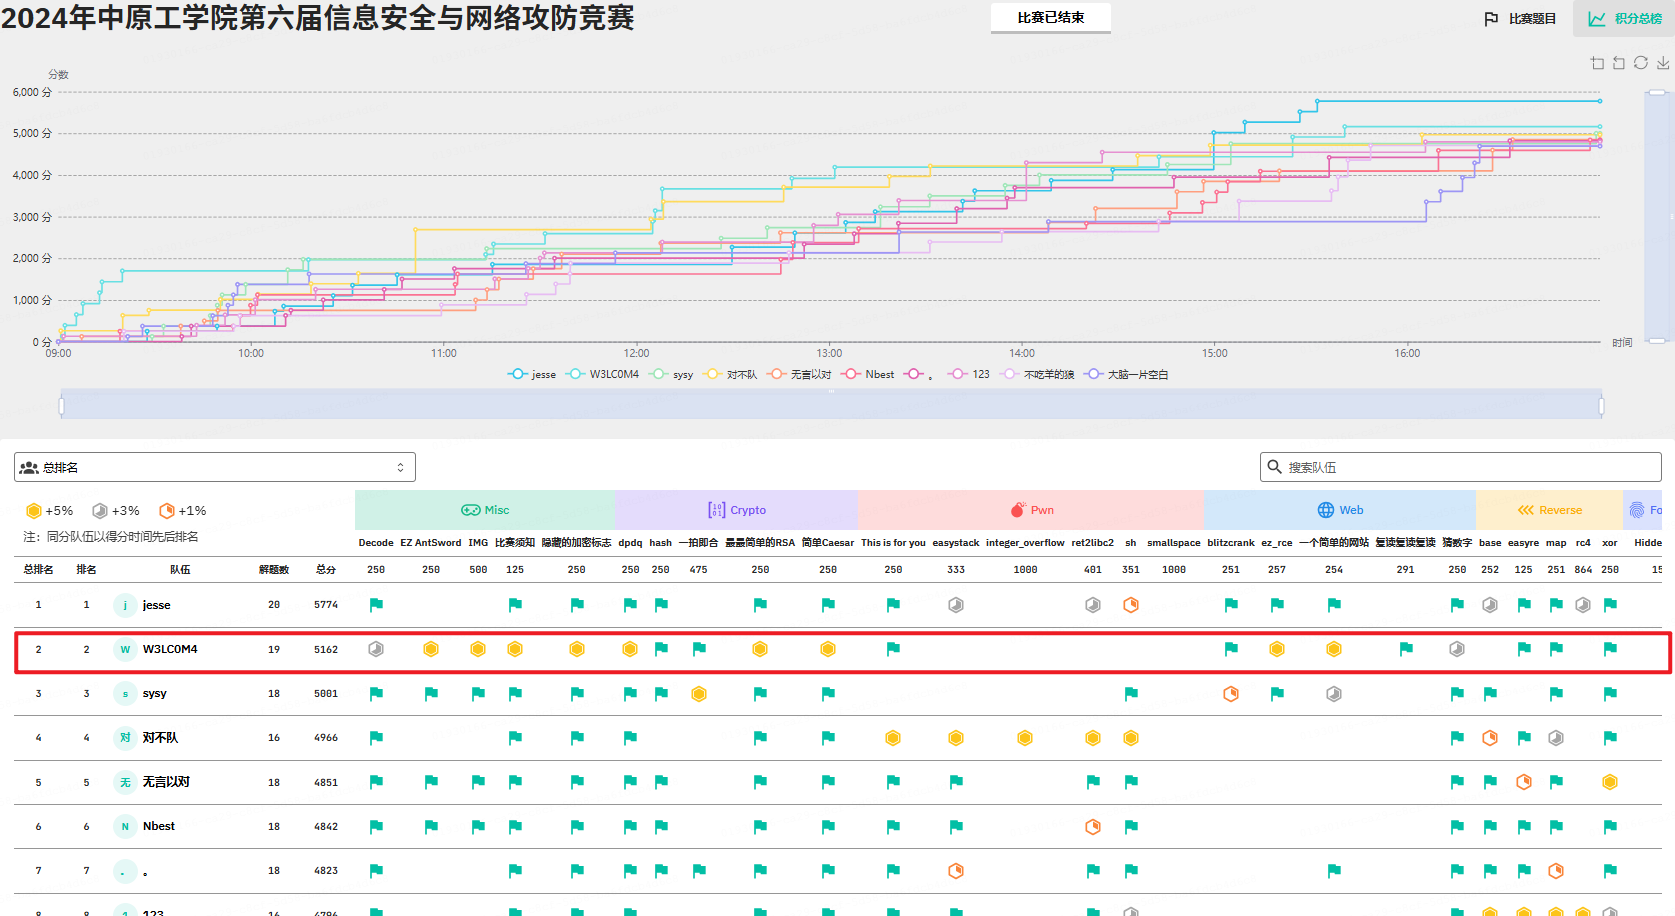 2024年中原工学院第六届信息安全与网络攻防竞赛
比赛已结束
比赛题目
积分总榜
分数
6,000 分
5,000 分
4,000 分
3,000 分
2,000 分
1,000 分
0 分
09:00 10:00 11:00 12:00 13:00 14:00 15:00 16:00
时间
jesse W3LC0M4 sysy 对不队 无言以对 Nbest 。 123 不吃羊的狼 大脑一片空白
总排名
搜索队伍
+5% +3% +1%
注：同分队伍以得分时间先后排名
Misc Crypto Pwn Web Reverse Fo
Decode EZ AntSword IMG 比赛须知 隐藏的加密标志 dpdq hash 一拍即合 最最简单的RSA 简单Caesar This is for you easystack integer_overflow ret2libc2 sh smallspace blitzcrank ez_rce 一个简单的网站 复读复读复读 猜数字 base easyre map rc4 xor Hidde
总排名 排名 队伍 解题数 总分 250 250 500 125 250 250 250 475 250 250 250 333 1000 401 351 1000 251 257 254 291 250 252 125 251 864 250 15
1 1 j jesse 20 5774
2 2 W W3LC0M4 19 5162
3 3 s sysy 18 5001
4 4 对 对不队 16 4966
5 5 无 无言以对 18 4851
6 6 N Nbest 18 4842
7 7 。 。 18 4823
8 8 1 123 16 4796